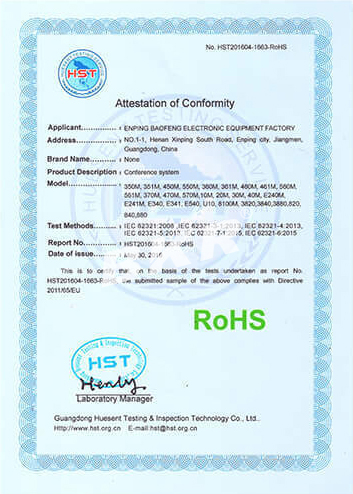 No. HST201604-1663-RoHS
HST
Attestation of Conformity
Applicant : ENPING BAOFENG ELECTRONIC EQUIPMENT FACTORY
Address : NO.1-1, Henan Xinping South Road, Enping city, Jiangmen,
Guangdong, China
Brand Name : None
Product Description : Conference system
Model : 350M, 351M, 450M, 550M, 360M, 361M, 460M, 461M, 560M,
561M, 370M, 470M, 570M, 10M, 20M, 30M, 40M, E240M,
E241M, E340, E341, E540, U10, 8100M, 3820,3840,3880,820,
840,880
Test Methods : IEC 62321:2008 ,IEC 62321-3-1:2013, IEC 62321-4:2013,
IEC 62321-5:2013, IEC 62321-7-1:2015, IEC 62321-6:2015
Report No. : HST201604-1663-RoHS
Date of issue : May 30, 2016
This is to certify that, on the basis of the tests undertaken as report No.
HST201604-1663-RoHS, the submitted sample of the above complies with Directive
2011/65/EU
RoHS
HST
Laboratory Manager
Guangdong Huesent Testing & Inspection Technology Co., Ltd..
Http://www.hst.org.cn E-mail:hst@hst.org.cn